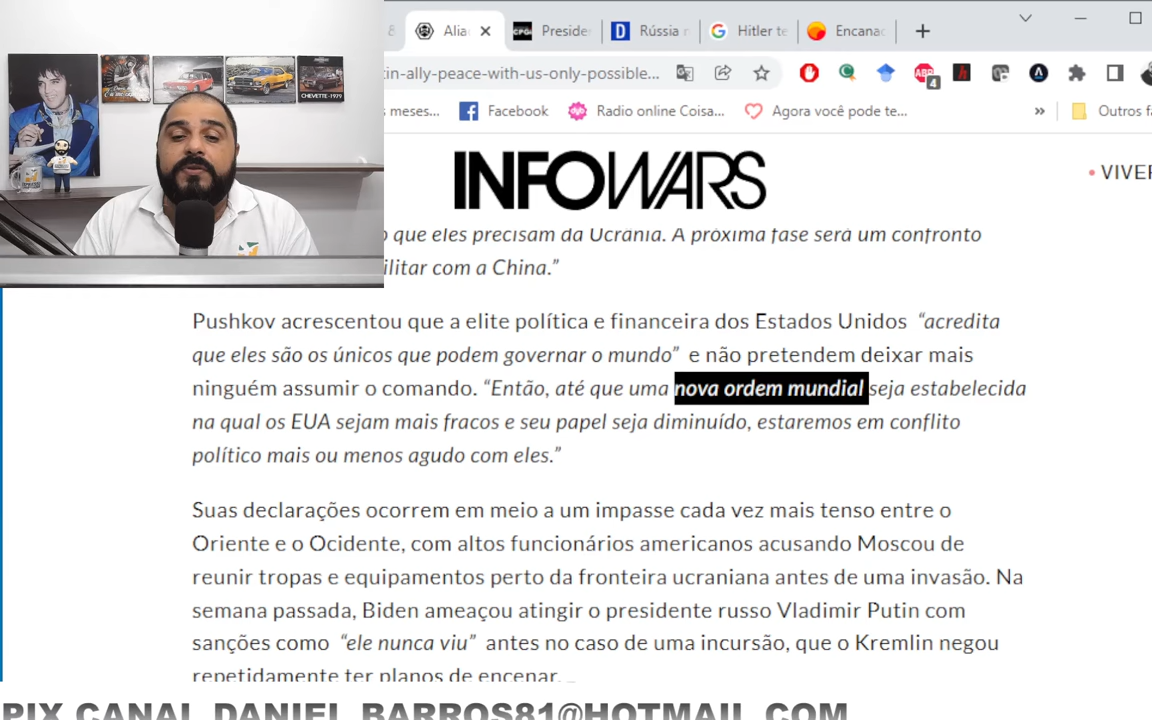 Alia
CPG
Preside
D
Rússia
Hitler te
Encanac
in-ally-peace-with-us-only-possible...
ABP
4
s meses...
Facebook
Radio online Coisa...
Agora você pode te...
»
Outros fa
INFOWARS
VIVER
CHEVETTE-1979
que eles precisam da Ucrânia. A próxima fase será um confronto
ilitar com a China.”
Pushkov acrescentou que a elite política e financeira dos Estados Unidos “acredita
que eles são os únicos que podem governar o mundo” e não pretendem deixar mais
ninguém assumir o comando. “Então, até que uma nova ordem mundial seja estabelecida
na qual os EUA sejam mais fracos e seu papel seja diminuído, estaremos em conflito
político mais ou menos agudo com eles.”
Suas declarações ocorrem em meio a um impasse cada vez mais tenso entre o
Oriente e o Ocidente, com altos funcionários americanos acusando Moscou de
reunir tropas e equipamentos perto da fronteira ucraniana antes de uma invasão. Na
semana passada, Biden ameaçou atingir o presidente russo Vladimir Putin com
sanções como “ele nunca viu” antes no caso de uma incursão, que o Kremlin negou
repetidamente ter planos de encenar.
PIX CANAL DANIEL_BARROS81@HOTMAIL.COM